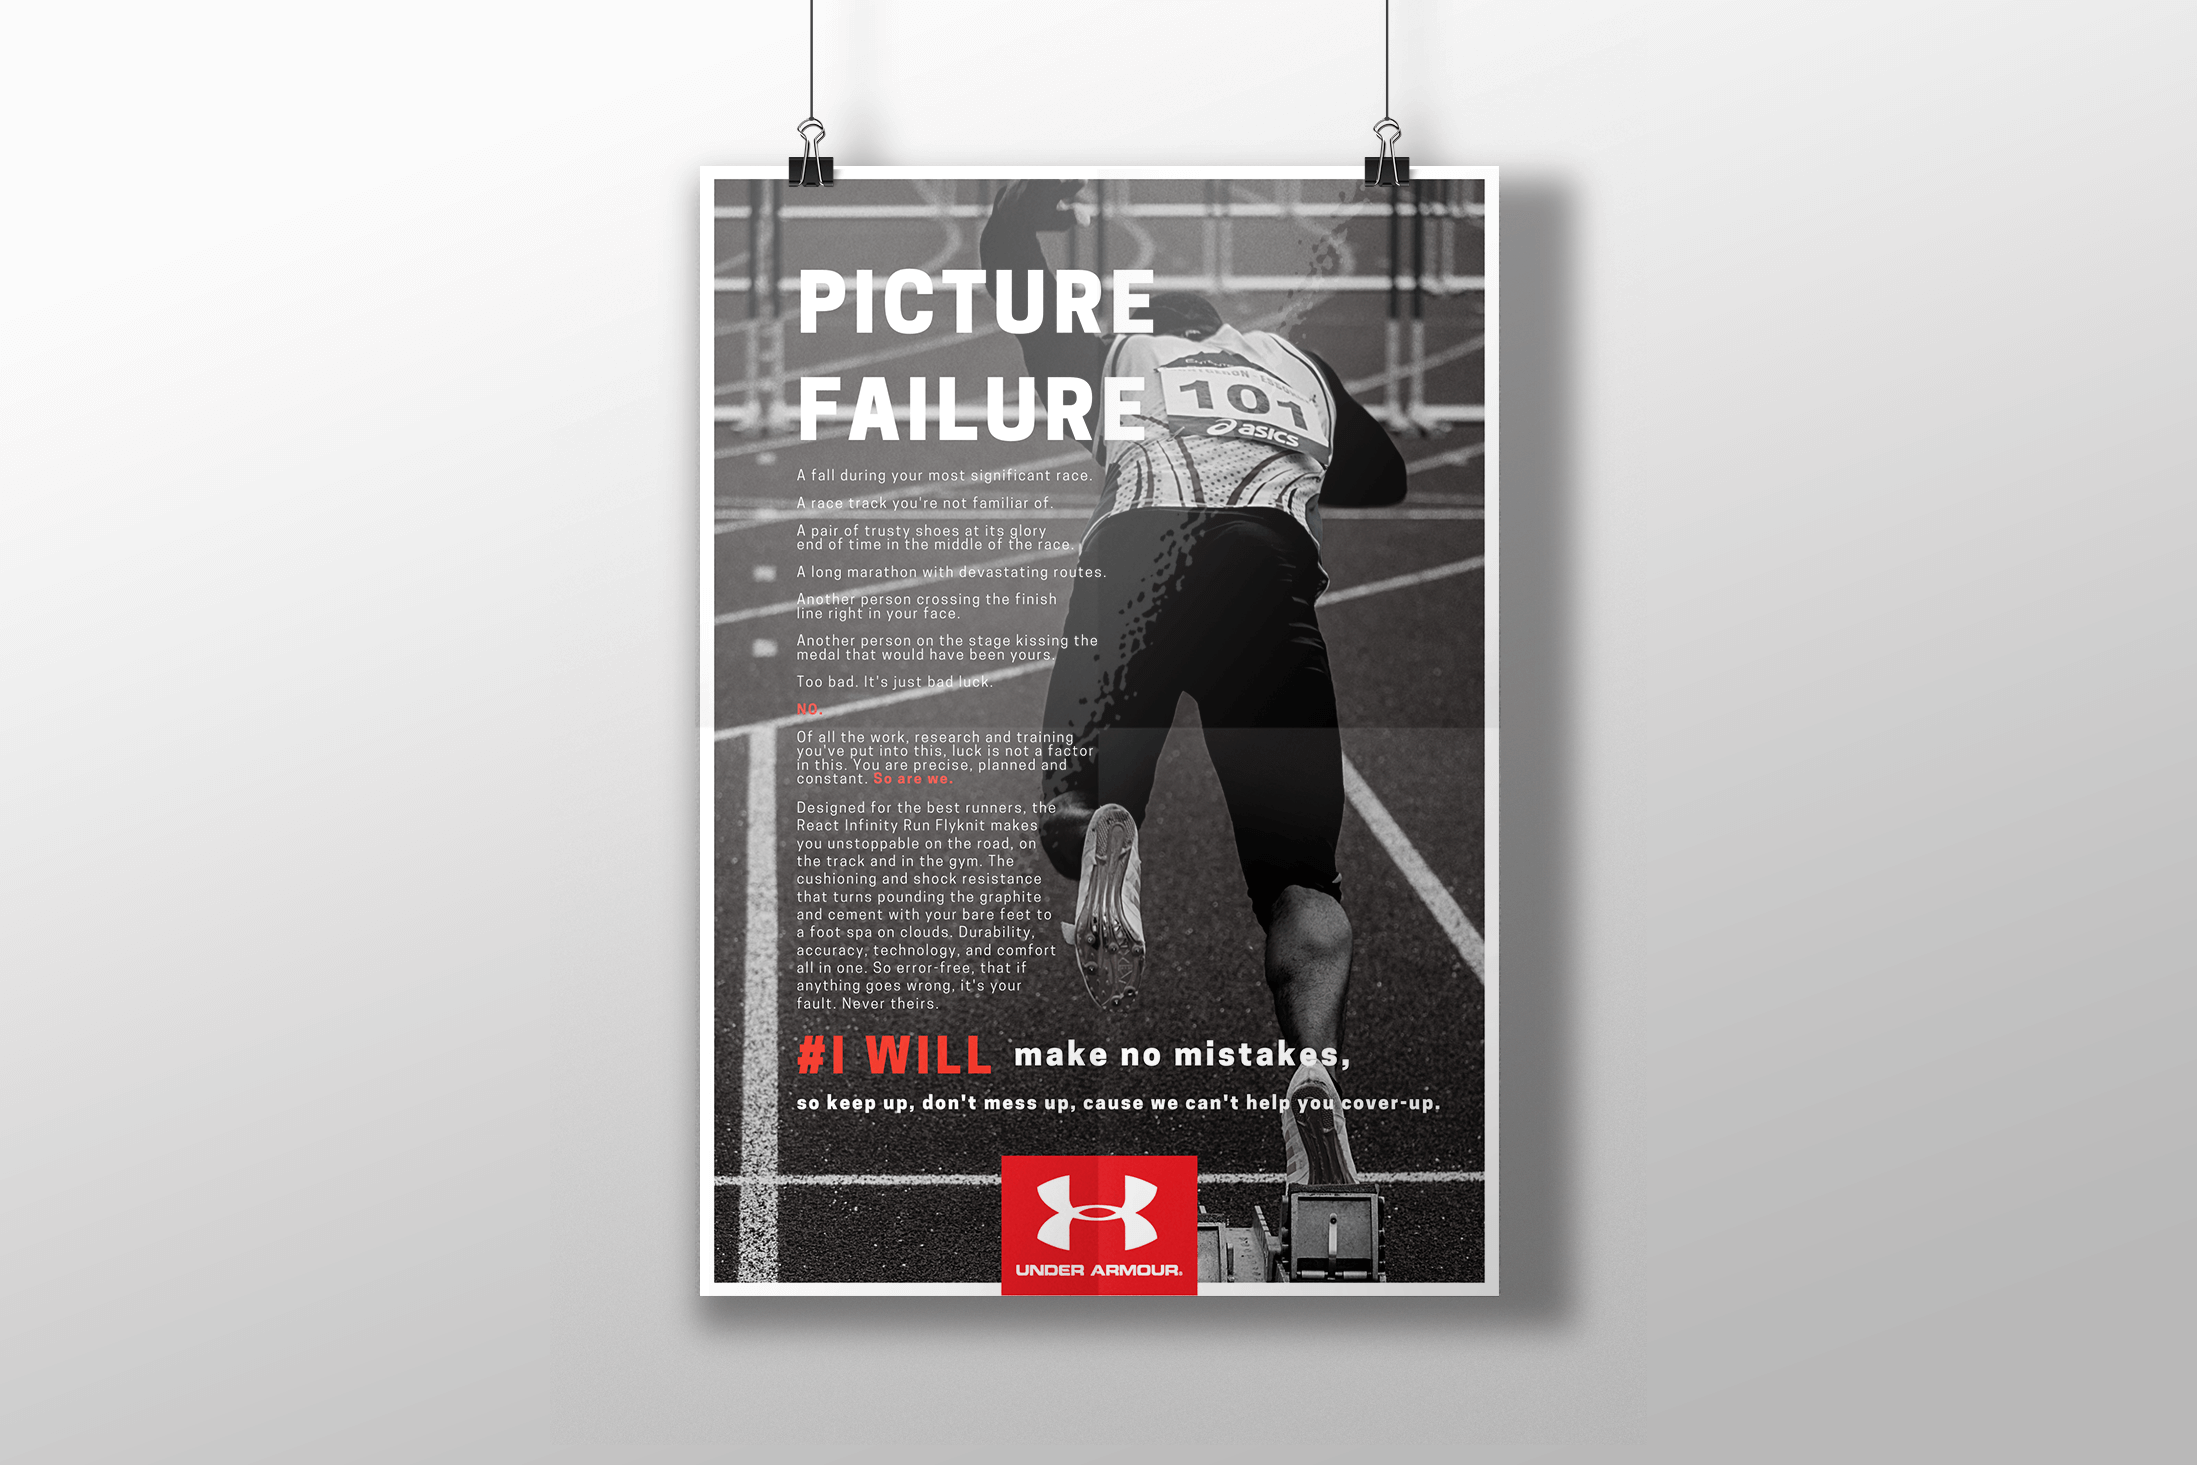 PICTURE
FAILURE
101
asics
A fall during your most significant race.
A race track you're not familiar of.
A pair of trusty shoes at its glory
end of time in the middle of the race.
A long marathon with devastating routes.
Another person crossing the finish
line right in your face.
Another person on the stage kissing the
medal that would have been yours.
Too bad. It's just bad luck.
NO.
Of all the work, research and training
you've put into this, luck is not a factor
in this. You are precise, planned and
constant. So are we.
Designed for the best runners, the
React Infinity Run Flyknit makes
you unstoppable on the road, on
the track and in the gym. The
cushioning and shock resistance
that turns pounding the graphite
and cement with your bare feet to
a foot spa on clouds. Durability,
accuracy, technology, and comfort
all in one. So error-free, that if
anything goes wrong, it's your
fault. Never theirs.
#I WILL make no mistakes,
so keep up, don't mess up, cause we can't help you cover-up.
UNDER ARMOUR.